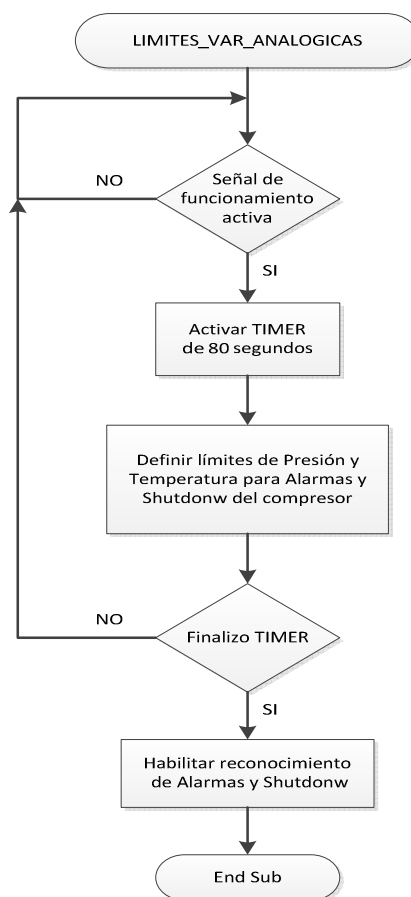 LIMITES_VAR_ANALOGICAS
NO
Señal de
funcionamiento
activa
SI
Activar TIMER
de 80 segundos
Definir límites de Presión y
Temperatura para Alarmas y
Shutdonw del compresor
NO
Finalizo TIMER
SI
Habilitar reconocimiento
de Alarmas y Shutdonw
End Sub